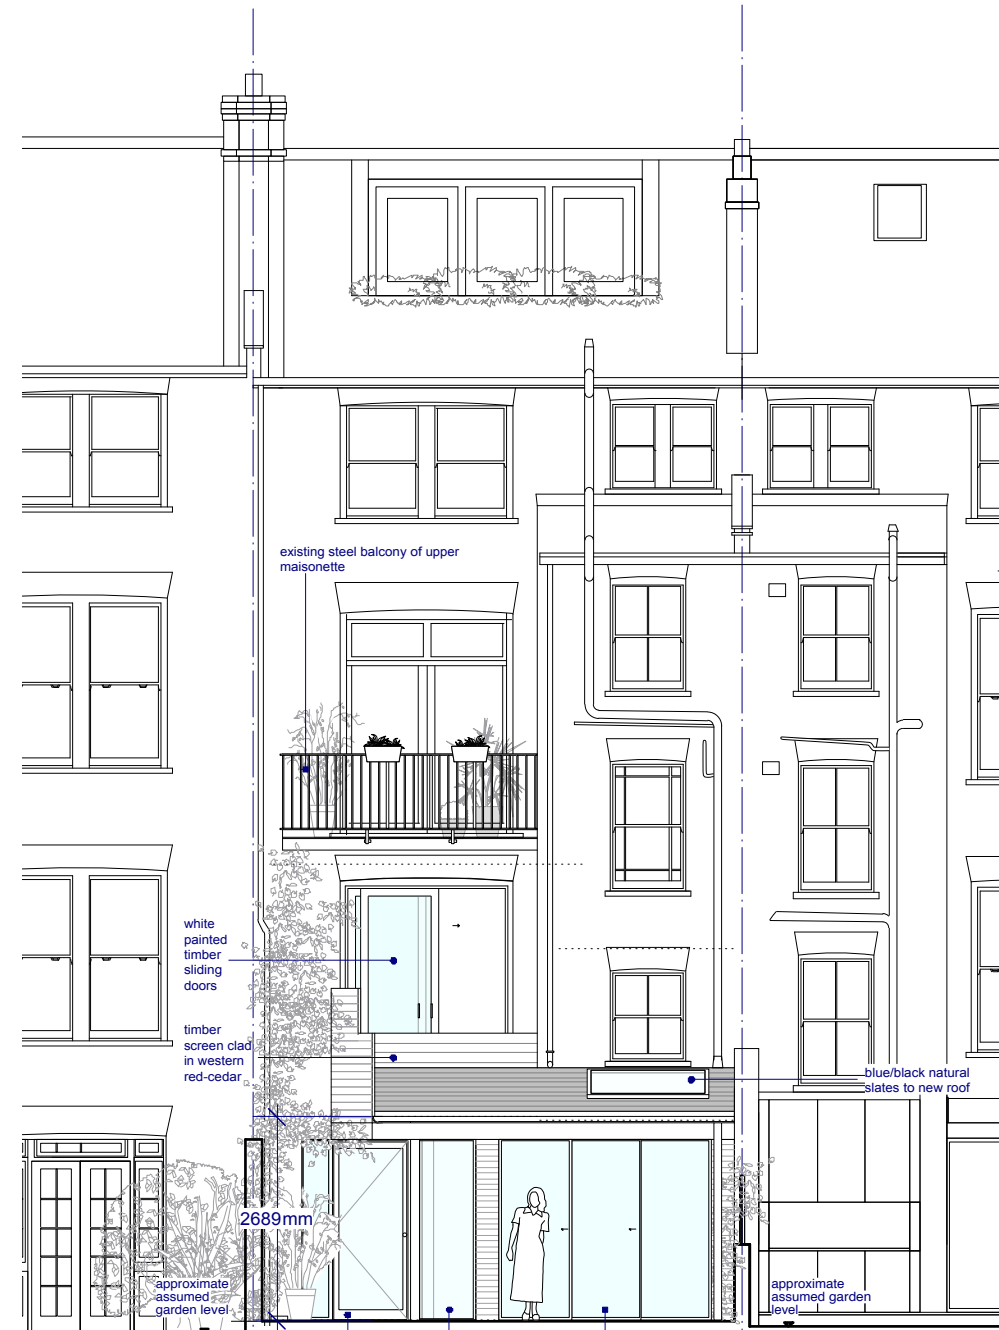 existing steel balcony of upper
maisonette
white
painted
timber
sliding
doors
timber
screen clad
in western
red-cedar
blue/black natural
slates to new roof
2689mm
approximate
assumed
garden level
approximate
assumed garden
level